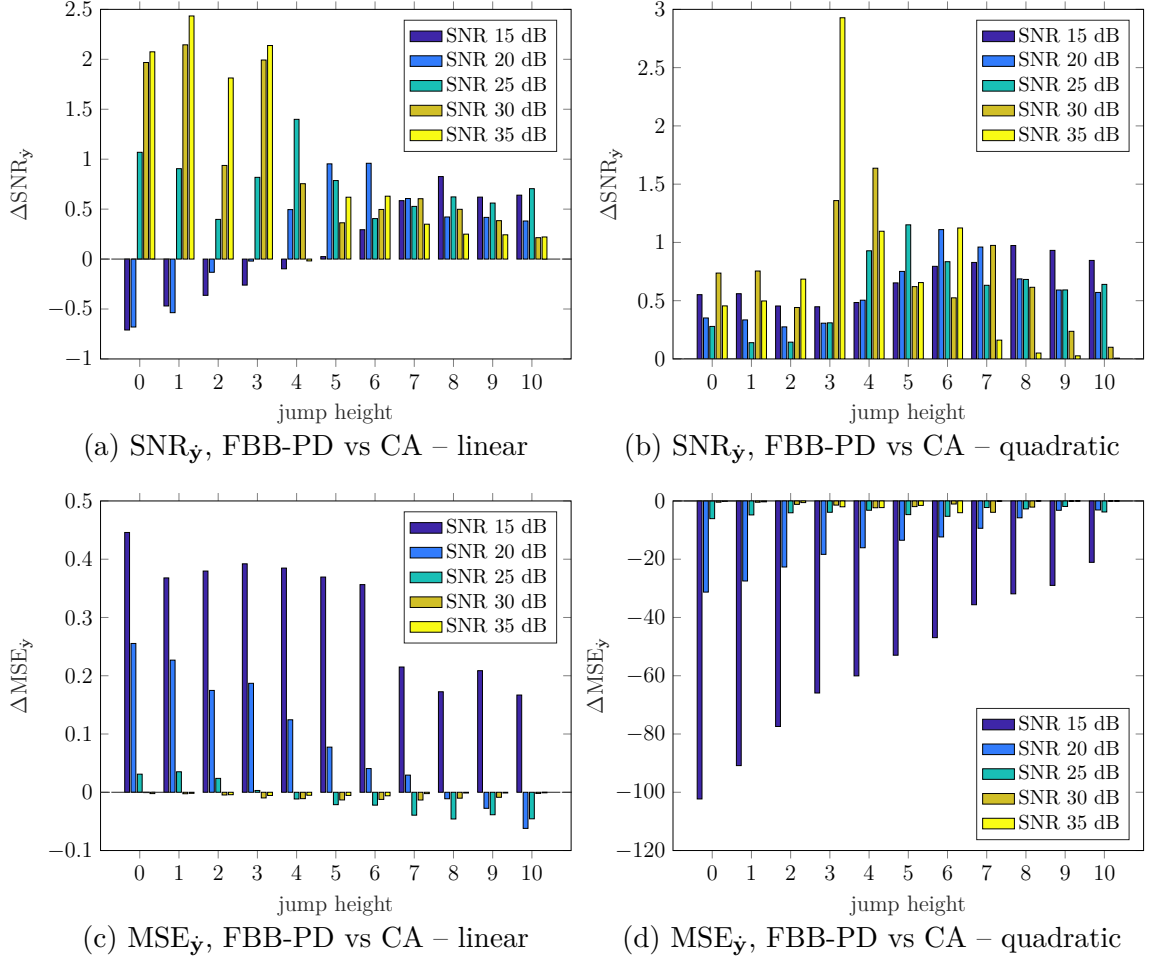 2.5
2
1.5
1
0.5
0
−0.5
−1
ΔSNRẏ
SNR 15 dB
SNR 20 dB
SNR 25 dB
SNR 30 dB
SNR 35 dB
0 1 2 3 4 5 6 7 8 9 10
jump height
(a) SNRẏ, FBB-PD vs CA – linear
3
2.5
2
1.5
1
0.5
0
ΔSNRẏ
SNR 15 dB
SNR 20 dB
SNR 25 dB
SNR 30 dB
SNR 35 dB
0 1 2 3 4 5 6 7 8 9 10
jump height
(b) SNRẏ, FBB-PD vs CA – quadratic
0.5
0.4
0.3
0.2
0.1
0
−0.1
ΔMSEẏ
SNR 15 dB
SNR 20 dB
SNR 25 dB
SNR 30 dB
SNR 35 dB
0 1 2 3 4 5 6 7 8 9 10
jump height
(c) MSEẏ, FBB-PD vs CA – linear
0
−20
−40
−60
−80
−100
−120
ΔMSEẏ
SNR 15 dB
SNR 20 dB
SNR 25 dB
SNR 30 dB
SNR 35 dB
0 1 2 3 4 5 6 7 8 9 10
jump height
(d) MSEẏ, FBB-PD vs CA – quadratic